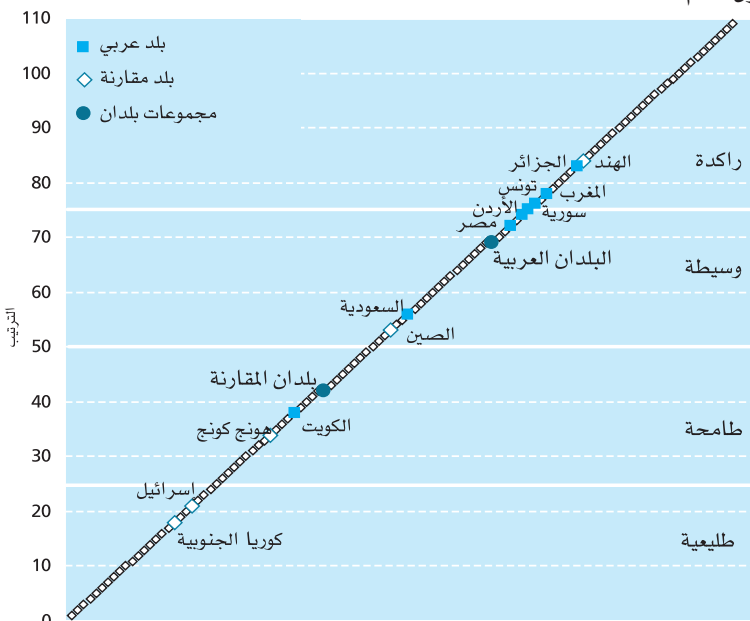 110
بلد عربي
بلد مقارنة
مجموعات بلدان
100
90
راكدة
الهند
الجزائر
80
المغرب
تونس
سورية
الأردن
مصر
70
البلدان العربية
وسيطة
60
السعودية
الصين
الترتيب
50
بلدان المقارنة
40
الكويت
هونج كونج
طامحة
30
اسرائيل
20
كوريا الجنوبية
طليعية
10
0